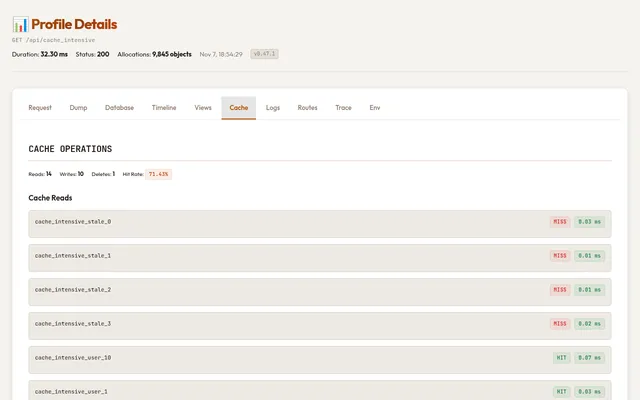 Profile Details
GET /api/cache_intensive
Duration: 32.30 ms Status: 200 Allocations: 9,845 objects Nov 7, 18:54:29 v0.47.1
Request Dump Database Timeline Views Cache Logs Routes Trace Env
CACHE OPERATIONS
Reads: 14 Writes: 10 Deletes: 1 Hit Rate: 71.43%
Cache Reads
cache_intensive_stale_0 MISS 0.03 ms
cache_intensive_stale_1 MISS 0.01 ms
cache_intensive_stale_2 MISS 0.01 ms
cache_intensive_stale_3 MISS 0.02 ms
cache_intensive_user_10 HIT 0.07 ms
cache_intensive_user_1 HIT 0.03 ms